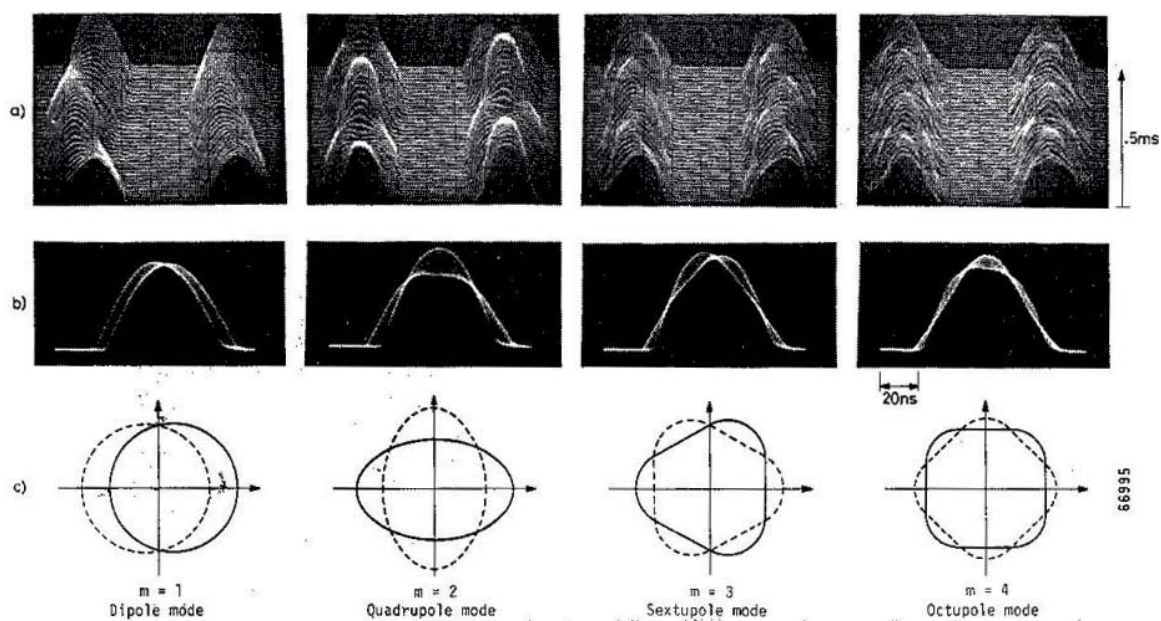 a)
.5ms
b)
20ns
c)
66995
m = 1
Dipole mode
m = 2
Quadrupole mode
m = 3
Sextupole mode
m = 4
Octupole mode